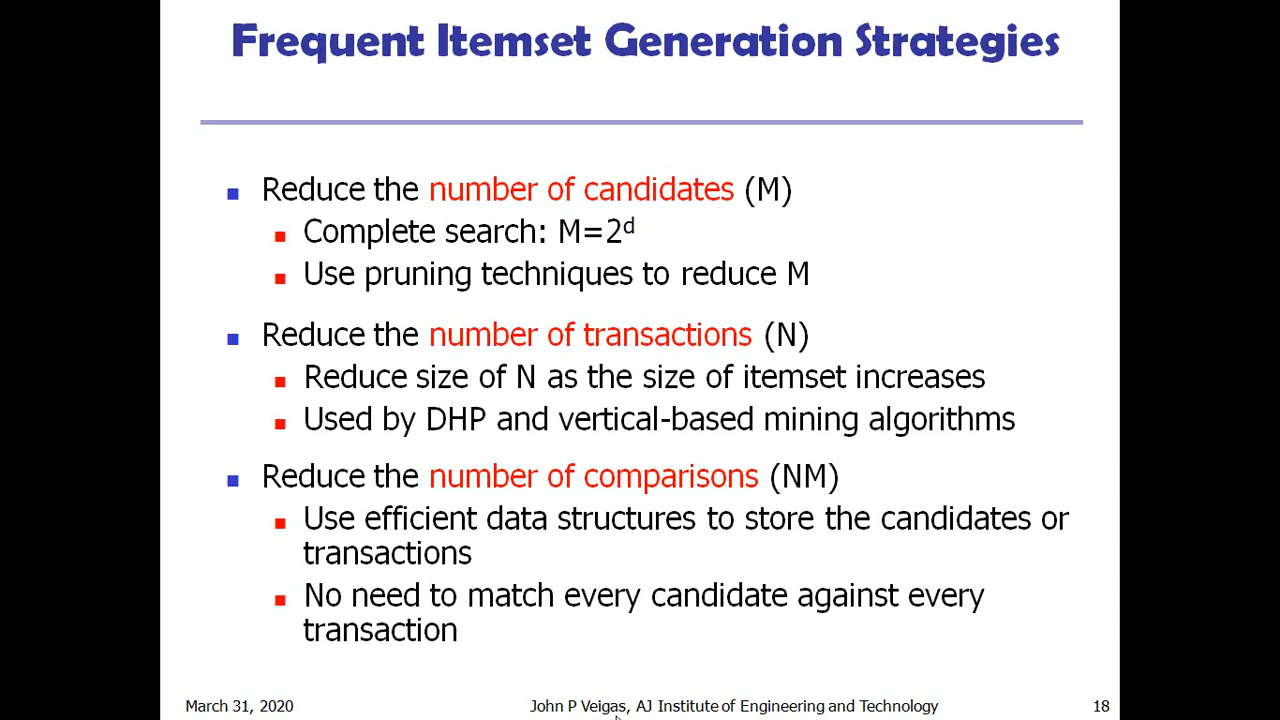 Frequent Itemset Generation Strategies
Reduce the number of candidates (M)
Complete search: M=2ᵈ
Use pruning techniques to reduce M
Reduce the number of transactions (N)
Reduce size of N as the size of itemset increases
Used by DHP and vertical-based mining algorithms
Reduce the number of comparisons (NM)
Use efficient data structures to store the candidates or
transactions
No need to match every candidate against every
transaction
March 31, 2020
John P Veigas, AJ Institute of Engineering and Technology
18